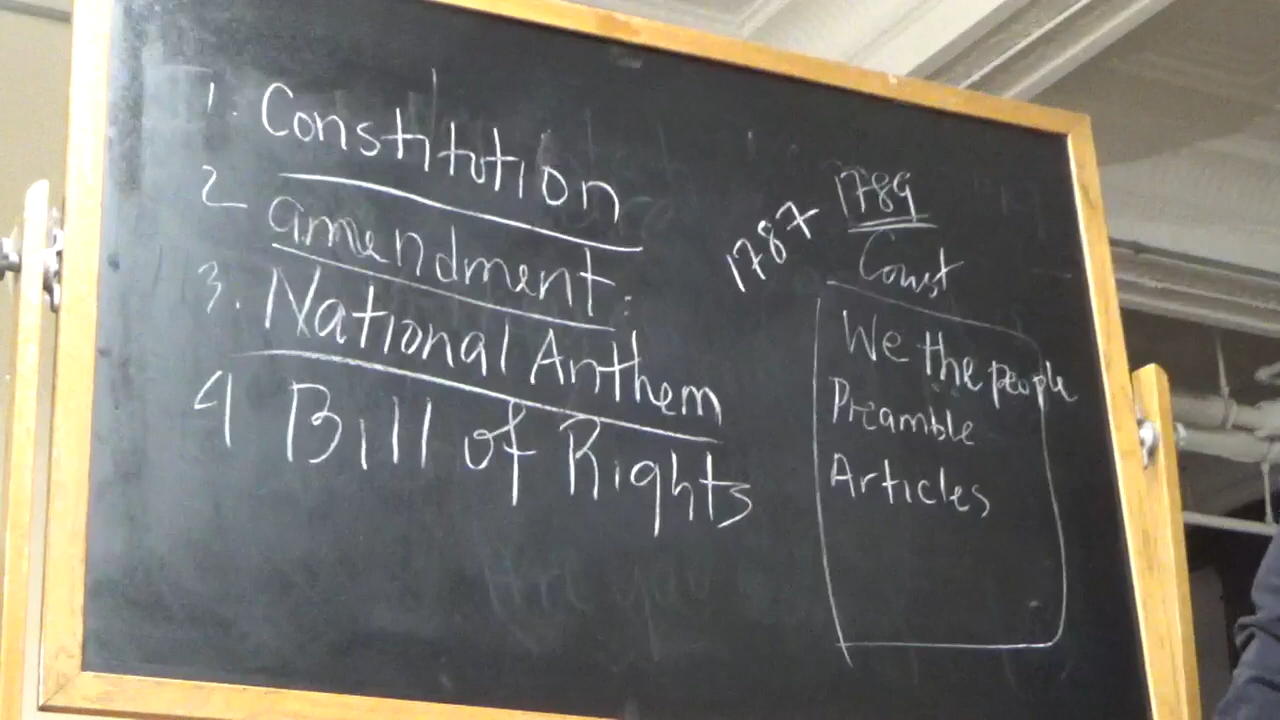 1. Constitution
2 amendment.
3. National Anthem
4 Bill of Rights
1787
1789
Const
We the people
Preamble
Articles